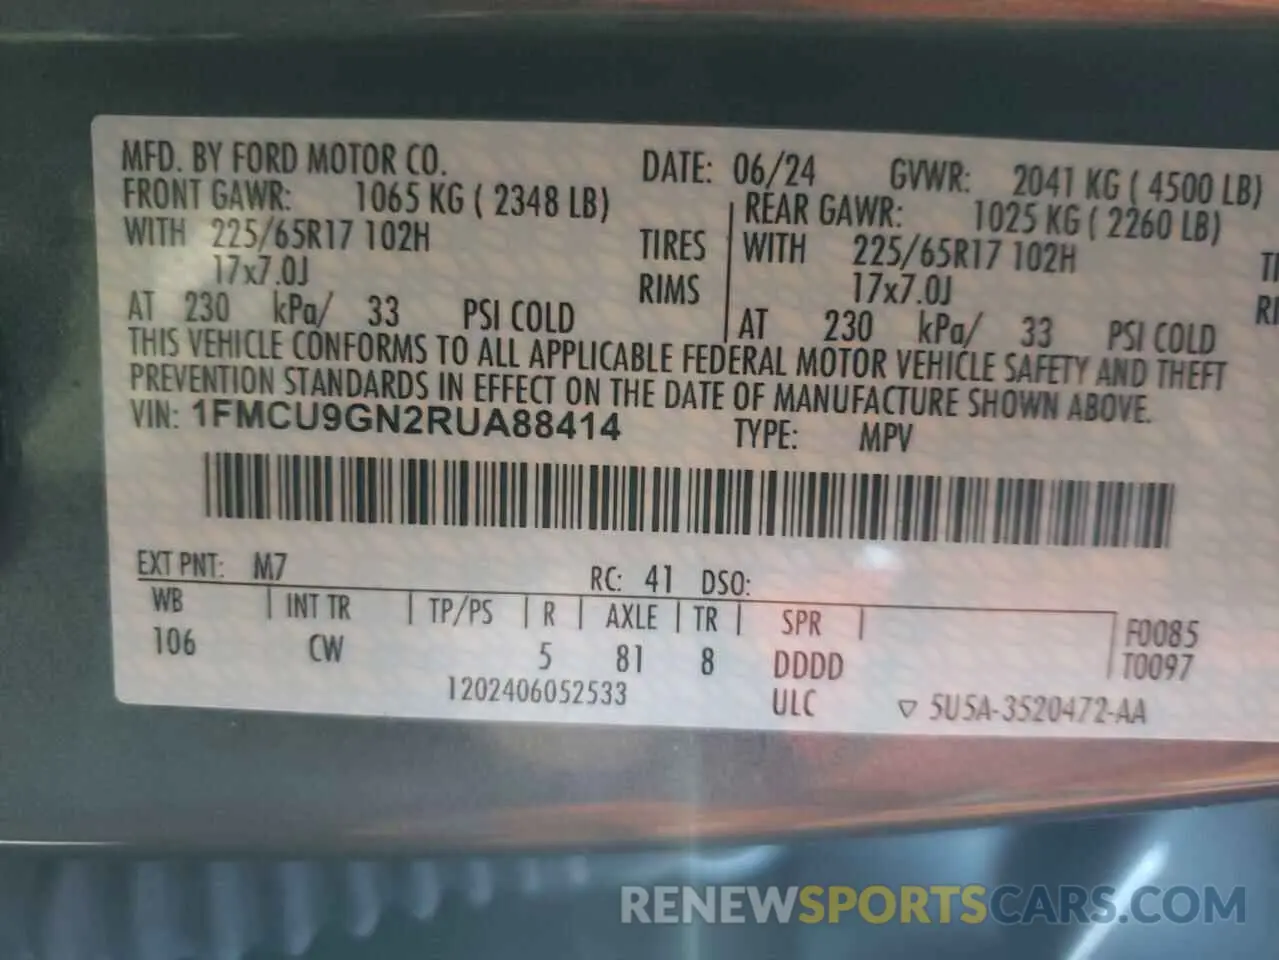 MFD. BY FORD MOTOR CO. DATE: 06/24 GVWR: 2041 KG ( 4500 LB)
FRONT GAWR: 1065 KG ( 2348 LB) REAR GAWR: 1025 KG ( 2260 LB)
WITH 225/65R17 102H TIRES WITH 225/65R17 102H
17x7.0J RIMS 17x7.0J
AT 230 kPa/ 33 PSI COLD AT 230 kPa/ 33 PSI COLD
THIS VEHICLE CONFORMS TO ALL APPLICABLE FEDERAL MOTOR VEHICLE SAFETY AND THEFT
PREVENTION STANDARDS IN EFFECT ON THE DATE OF MANUFACTURE SHOWN ABOVE.
VIN: 1FMCU9GN2RUA88414 TYPE: MPV
EXT PNT: M7 RC: 41 DSO:
WB INT TR TP/PS R AXLE TR SPR F0085
106 CW 5 81 8 DDDD T0097
1202406052533 ULC ▽ 5U5A-3520472-AA
RENEWSPORTSCARS.COM